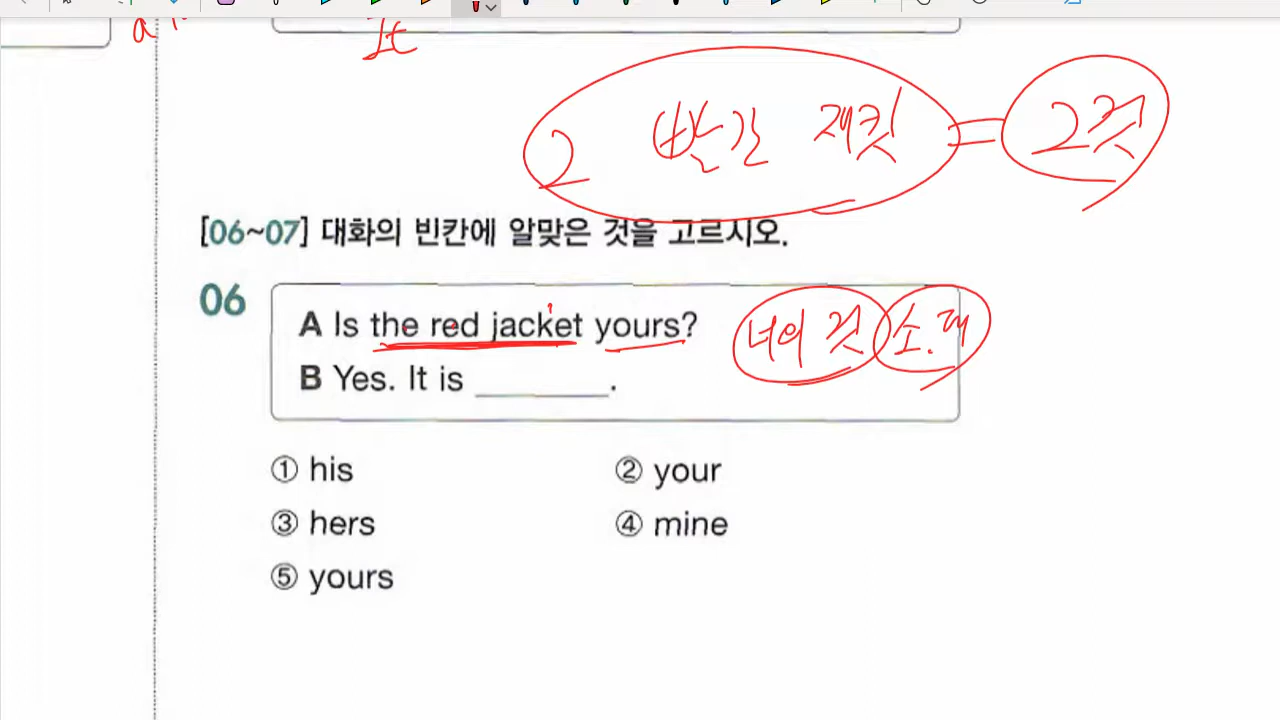 a
It
그 빨간 재킷 = 그것
[06~07] 대화의 빈칸에 알맞은 것을 고르시오.
06
A Is the red jacket yours? 너의 것 소.대
B Yes. It is ________.
① his ② your
③ hers ④ mine
⑤ yours